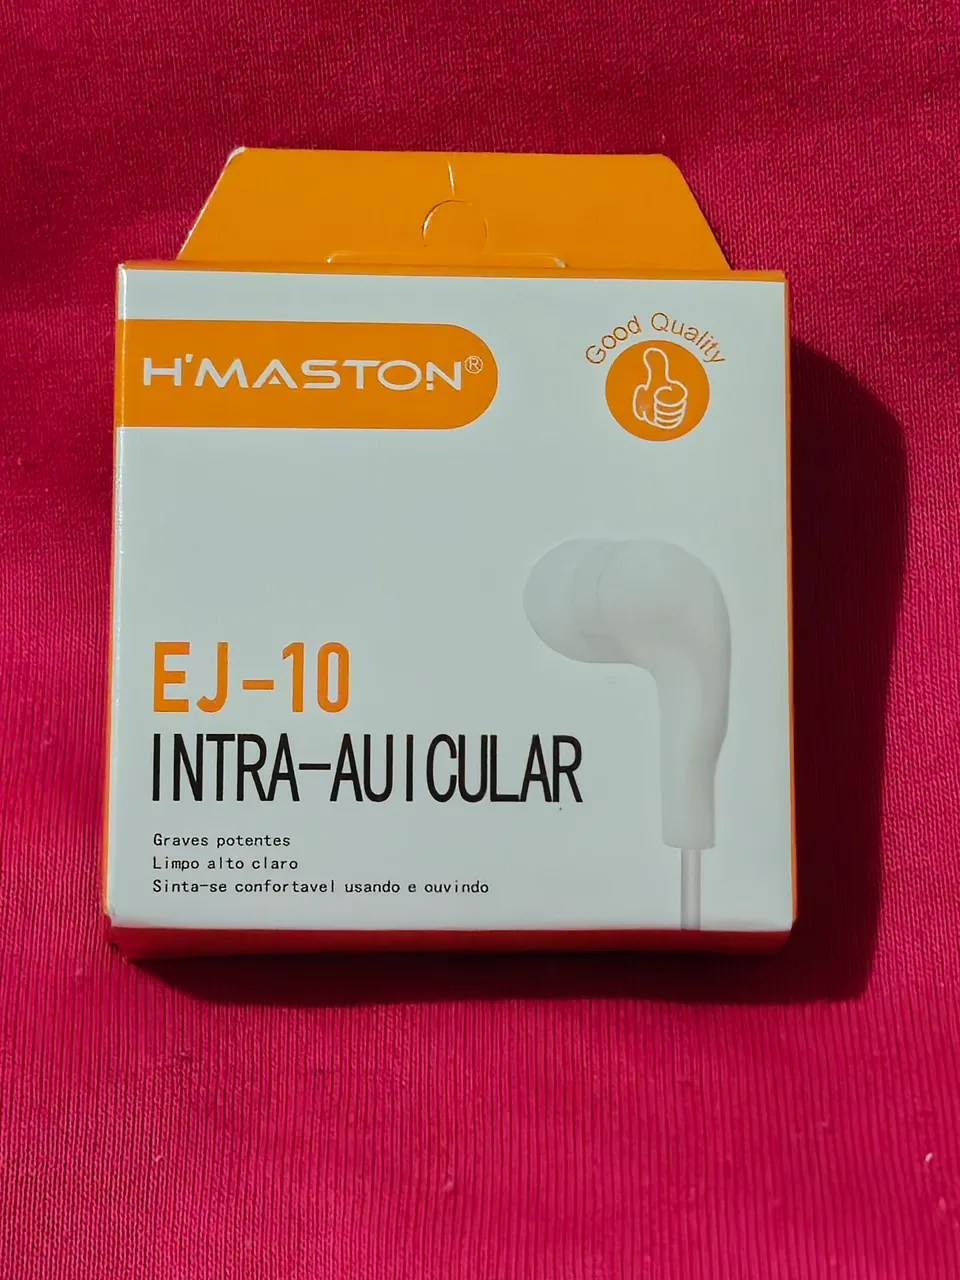 H'MASTON®
Good Quality
EJ-10
INTRA-AUICULAR
Graves potentes
Limpo alto claro
Sinta-se confortavel usando e ouvindo